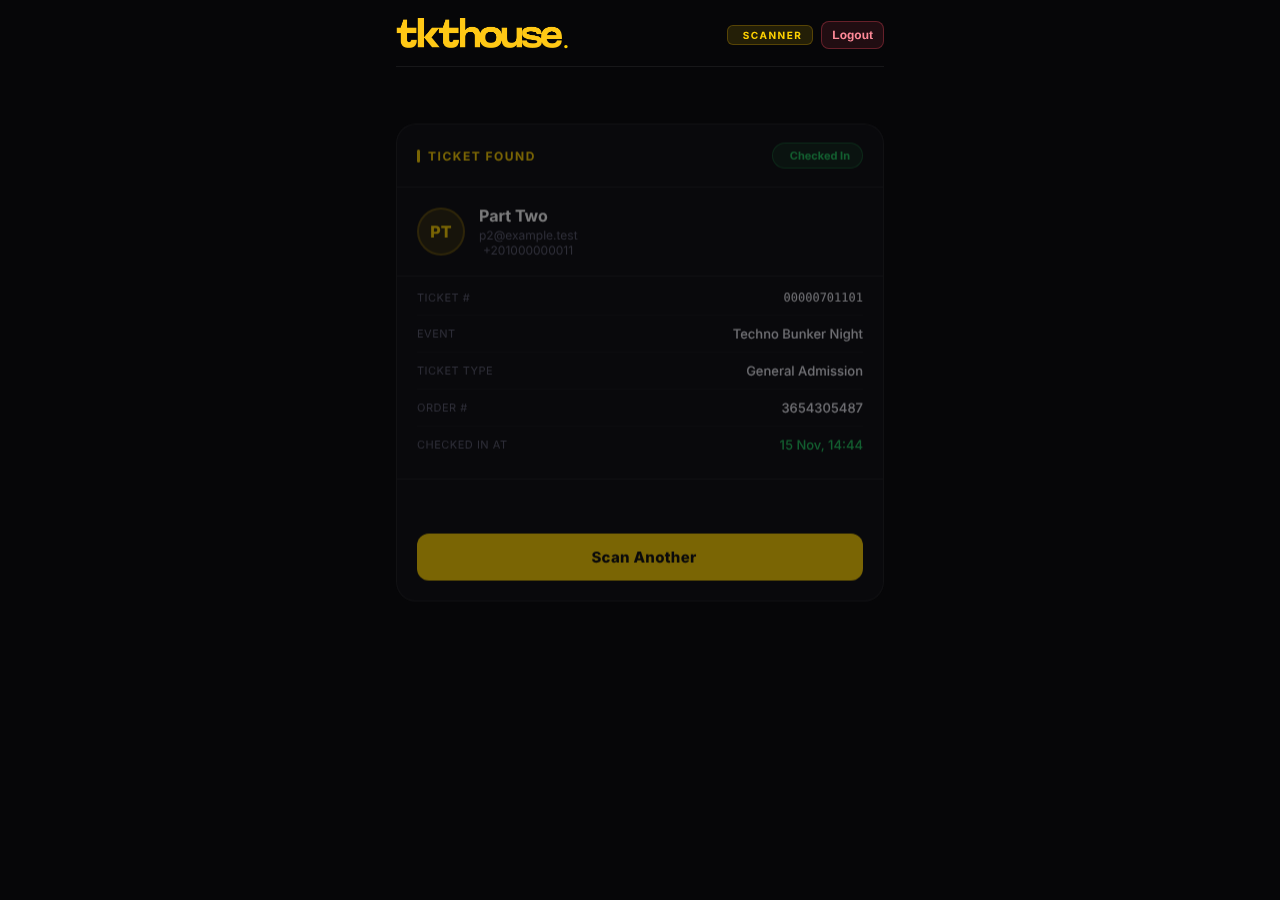 tkthouse.
SCANNER
Logout
TICKET FOUND
Checked In
PT
Part Two
p2@example.test
+201000000011
TICKET #
00000701101
EVENT
Techno Bunker Night
TICKET TYPE
General Admission
ORDER #
3654305487
CHECKED IN AT
15 Nov, 14:44
Scan Another